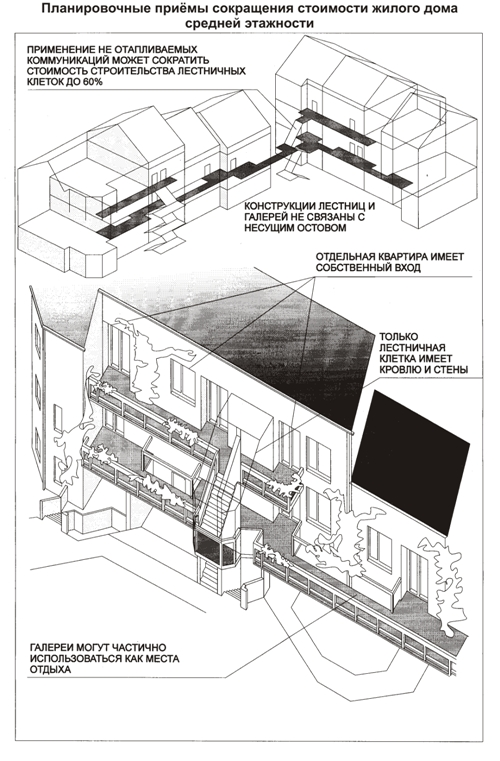 Планировочные приёмы сокращения стоимости жилого дома
средней этажности
ПРИМЕНЕНИЕ НЕ ОТАПЛИВАЕМЫХ
КОММУНИКАЦИЙ МОЖЕТ СОКРАТИТЬ
СТОИМОСТЬ СТРОИТЕЛЬСТВА ЛЕСТНИЧНЫХ
КЛЕТОК ДО 60%
КОНСТРУКЦИИ ЛЕСТНИЦ И
ГАЛЕРЕЙ НЕ СВЯЗАНЫ С
НЕСУЩИМ ОСТОВОМ
ОТДЕЛЬНАЯ КВАРТИРА ИМЕЕТ
СОБСТВЕННЫЙ ВХОД
ТОЛЬКО
ЛЕСТНИЧНАЯ
КЛЕТКА ИМЕЕТ
КРОВЛЮ И СТЕНЫ
ГАЛЕРЕИ МОГУТ ЧАСТИЧНО
ИСПОЛЬЗОВАТЬСЯ КАК МЕСТА
ОТДЫХА